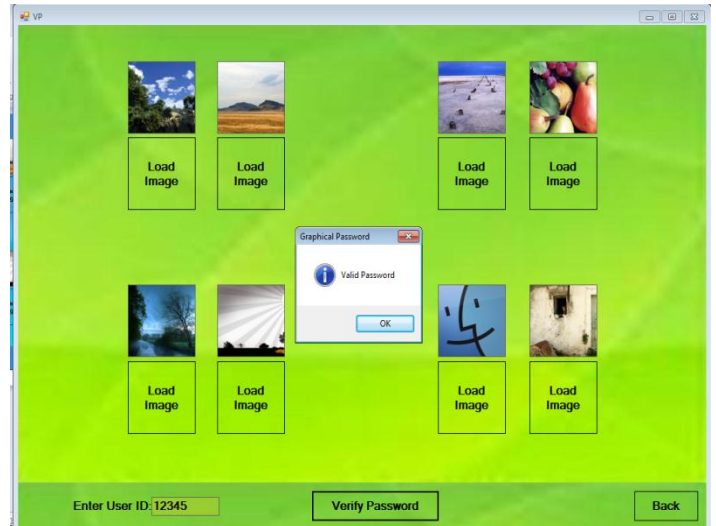 VP
Load
Image
Load
Image
Load
Image
Load
Image
Graphical Password
Valid Password
OK
Load
Image
Load
Image
Load
Image
Load
Image
Enter User ID: 12345
Verify Password
Back